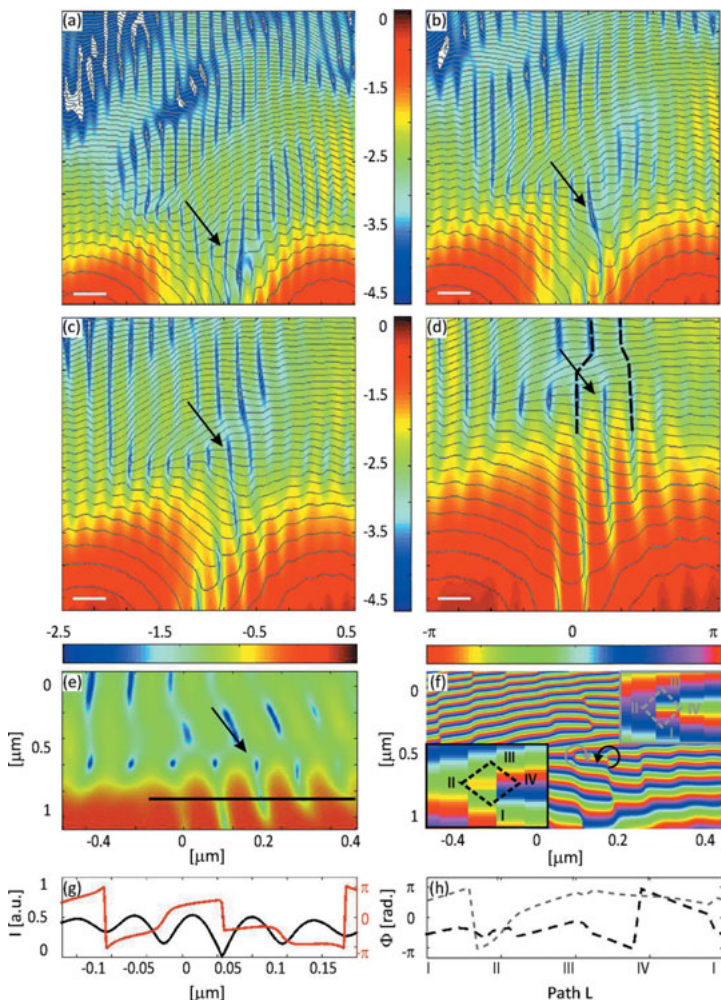 (a)
(b)
0
-1.5
-2.5
-3.5
-4.5
(c)
(d)
0
-1.5
-2.5
-3.5
-4.5
-2.5 -1.5 -0.5 0.5
-π 0 π
(e)
0
0.5
1
[μm]
-0.4 0 0.2 0.4
[μm]
(f)
0
0.5
1
[μm]
III
II IV
I
III
II IV
I
-0.4 0 0.2 0.4
[μm]
(g)
I [a.u.]
1
0.5
0
π
0
-π
Φ [rad.]
-0.1 -0.05 0 0.05 0.1 0.15
[μm]
(h)
π
0
-π
I II III IV I
Path L